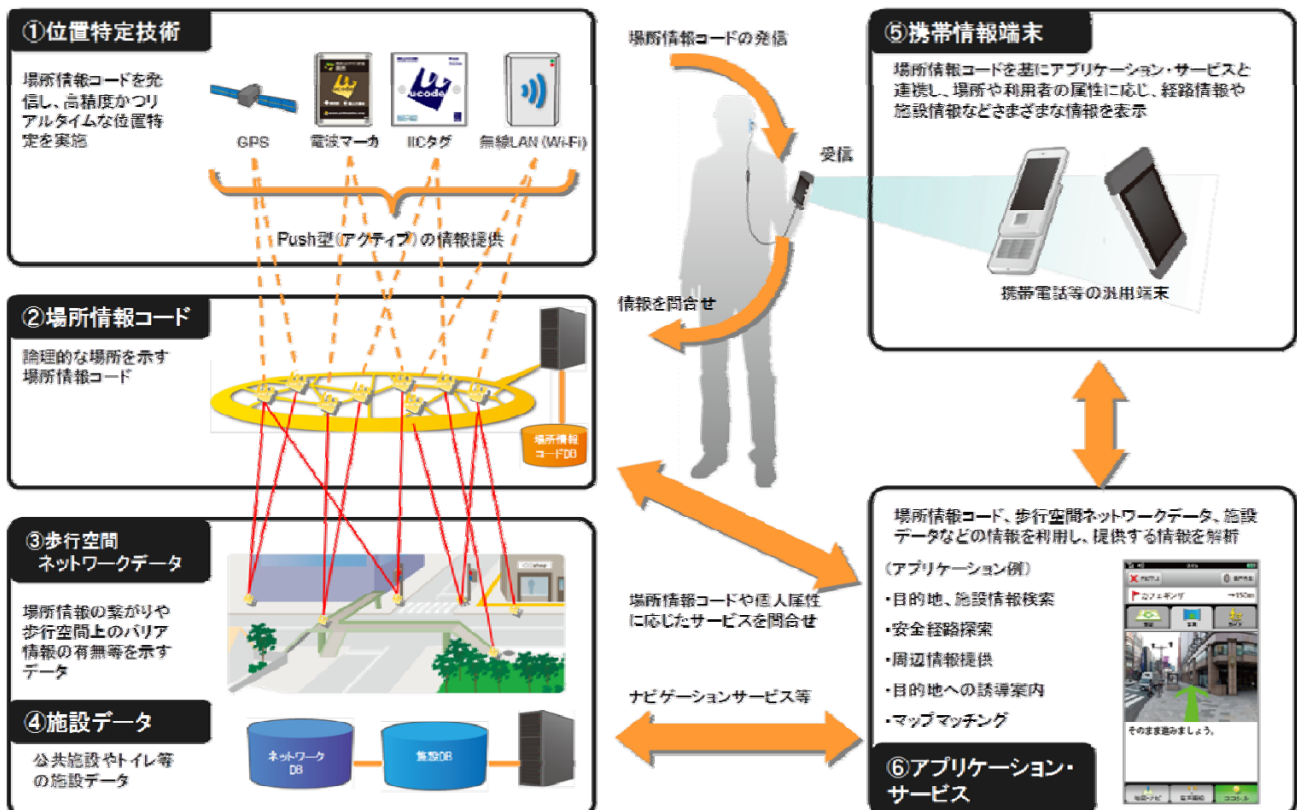 ①位置特定技術
場所情報コードを発
信し、高精度かつリ
アルタイムな位置特
定を実施
GPS
電波マーカ
IICタグ
無線LAN(Wi-Fi)
ucode
ucode
Push型(アクティブ)の情報提供
②場所情報コード
論理的な場所を示す
場所情報コード
場所情報
コードDB
③歩行空間
ネットワークデータ
場所情報の繋がりや
歩行空間上のバリア
情報の有無等を示す
データ
④施設データ
公共施設やトイレ等
の施設データ
ネットワーク
DB
施設DB
場所情報コードの発信
受信
情報を問合せ
場所情報コードや個人属性
に応じたサービスを問合せ
ナビゲーションサービス等
⑤携帯情報端末
場所情報コードを基にアプリケーション・サービスと
連携し、場所や利用者の属性に応じ、経路情報や
施設情報などさまざまな情報を表示
携帯電話等の汎用端末
場所情報コード、歩行空間ネットワークデータ、施設
データなどの情報を利用し、提供する情報を解析
(アプリケーション例)
・目的地、施設情報検索
・安全経路探索
・周辺情報提供
・目的地への誘導案内
・マップマッチング
カフェギンザ
そのまま進みましょう。
⑥アプリケーション・
サービス